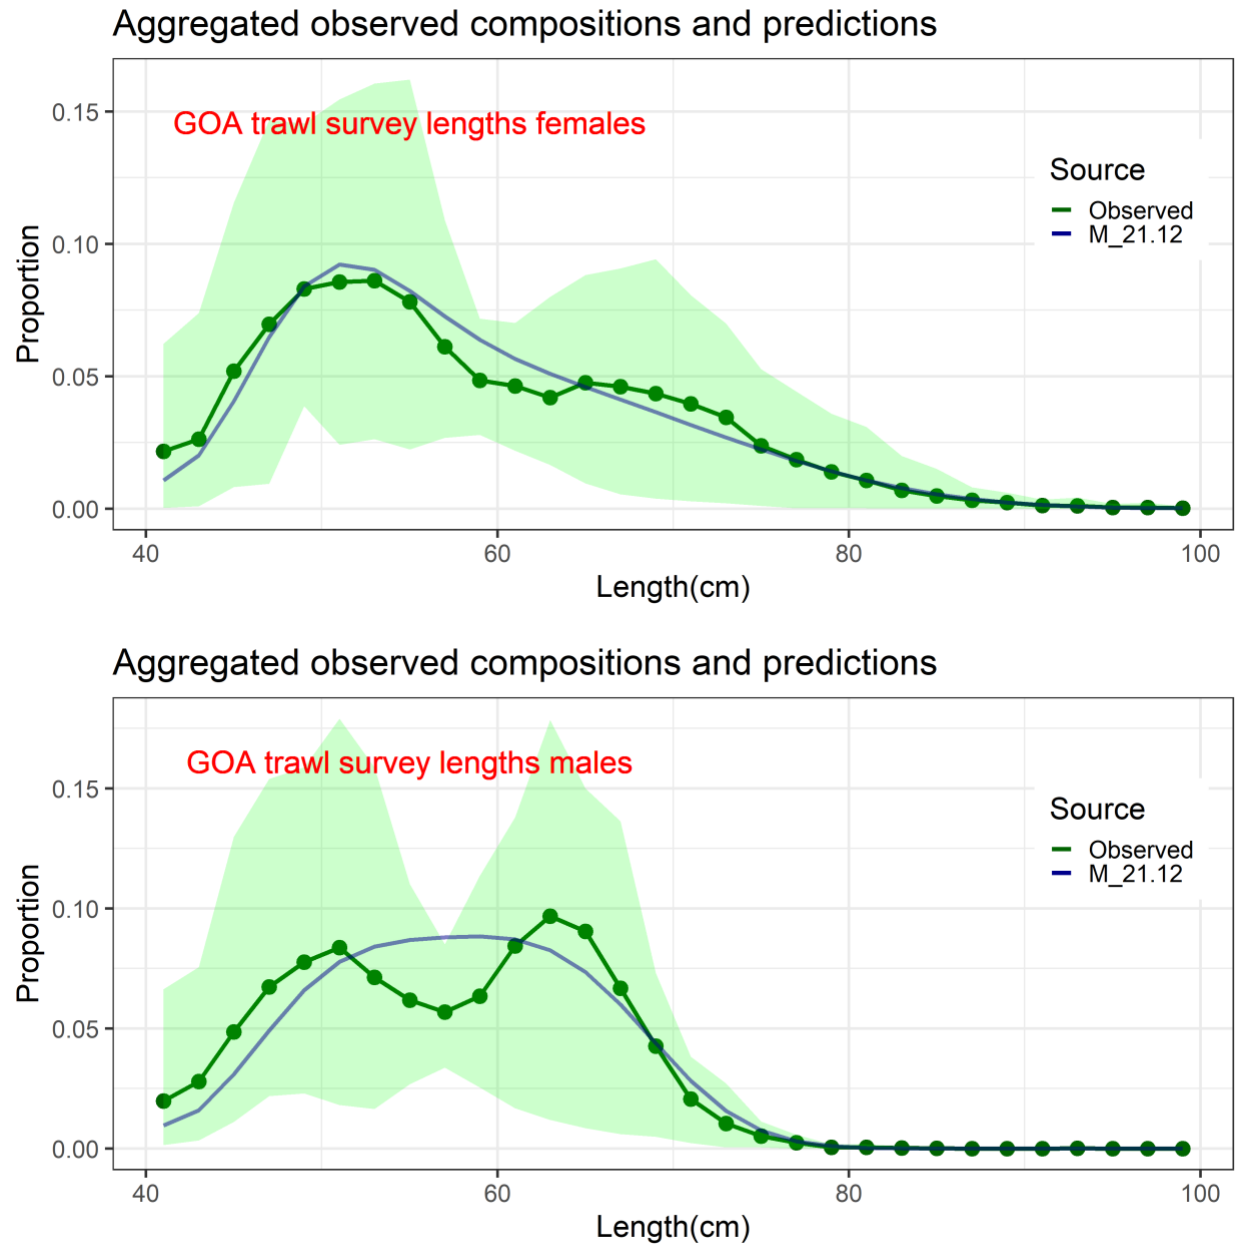 Aggregated observed compositions and predictions
GOA trawl survey lengths females
0.15
0.10
0.05
0.00
Proportion
Source
Observed
M_21.12
40
60
80
100
Length(cm)
Aggregated observed compositions and predictions
GOA trawl survey lengths males
0.15
0.10
0.05
0.00
Proportion
Source
Observed
M_21.12
40
60
80
100
Length(cm)